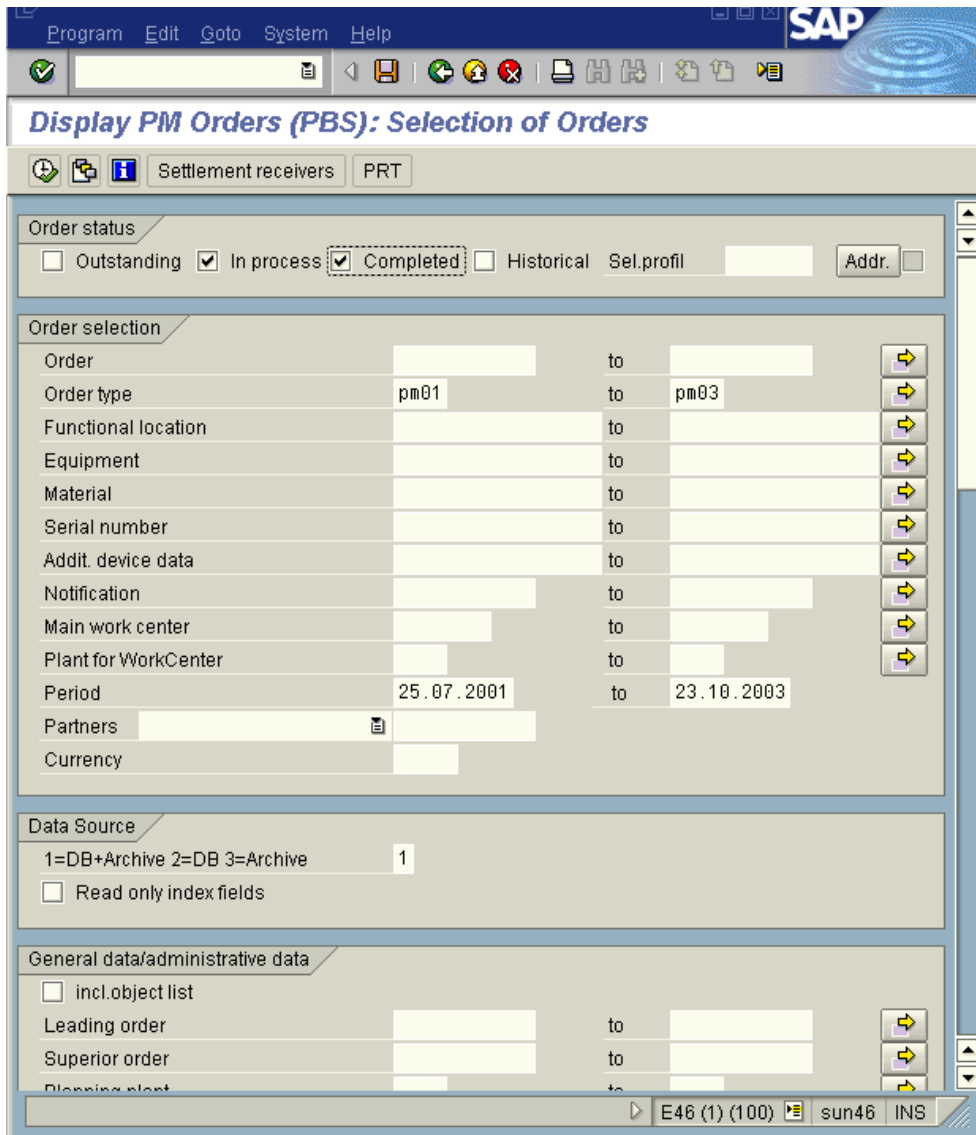 Program Edit Goto System Help
SAP
Display PM Orders (PBS): Selection of Orders
Settlement receivers PRT
Order status
Outstanding In process Completed Historical Sel.profil Addr.
Order selection
Order to
Order type pm01 to pm03
Functional location to
Equipment to
Material to
Serial number to
Addit. device data to
Notification to
Main work center to
Plant for WorkCenter to
Period 25.07.2001 to 23.10.2003
Partners
Currency
Data Source
1=DB+Archive 2=DB 3=Archive 1
Read only index fields
General data/administrative data
incl.object list
Leading order to
Superior order to
Planning plant to
E46 (1) (100) sun46 INS